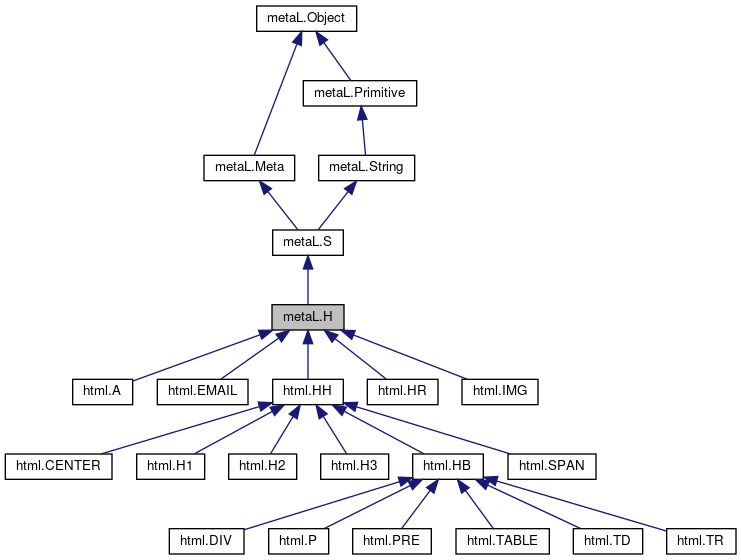 metaL.Object
metaL.Primitive
metaL.Meta
metaL.String
metaL.S
metaL.H
html.A
html.EMAIL
html.HH
html.HR
html.IMG
html.CENTER
html.H1
html.H2
html.H3
html.HB
html.SPAN
html.DIV
html.P
html.PRE
html.TABLE
html.TD
html.TR